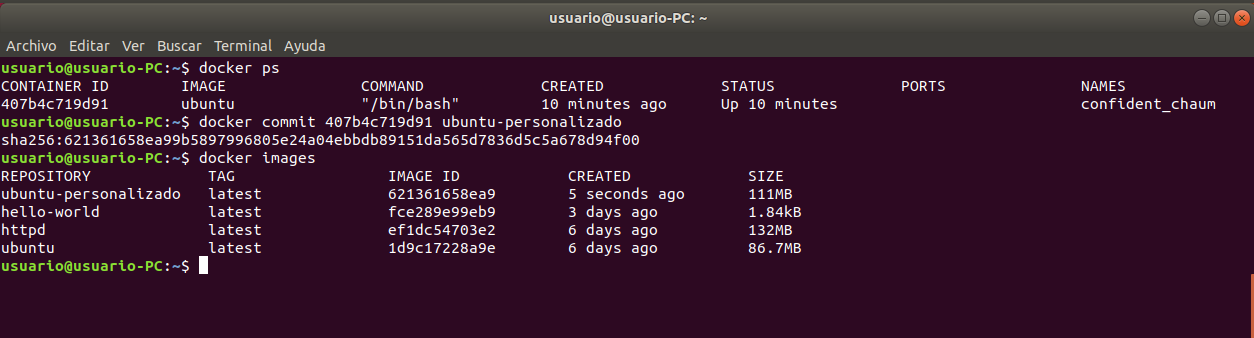 usuario@usuario-PC: ~
Archivo Editar Ver Buscar Terminal Ayuda
usuario@usuario-PC:~$ docker ps
CONTAINER ID IMAGE COMMAND CREATED STATUS PORTS NAMES
407b4c719d91 ubuntu "/bin/bash" 10 minutes ago Up 10 minutes confident_chaum
usuario@usuario-PC:~$ docker commit 407b4c719d91 ubuntu-personalizado
sha256:621361658ea99b5897996805e24a04ebbdb89151da565d7836d5c5a678d94f00
usuario@usuario-PC:~$ docker images
REPOSITORY TAG IMAGE ID CREATED SIZE
ubuntu-personalizado latest 621361658ea9 5 seconds ago 111MB
hello-world latest fce289e99eb9 3 days ago 1.84kB
httpd latest ef1dc54703e2 6 days ago 132MB
ubuntu latest 1d9c17228a9e 6 days ago 86.7MB
usuario@usuario-PC:~$